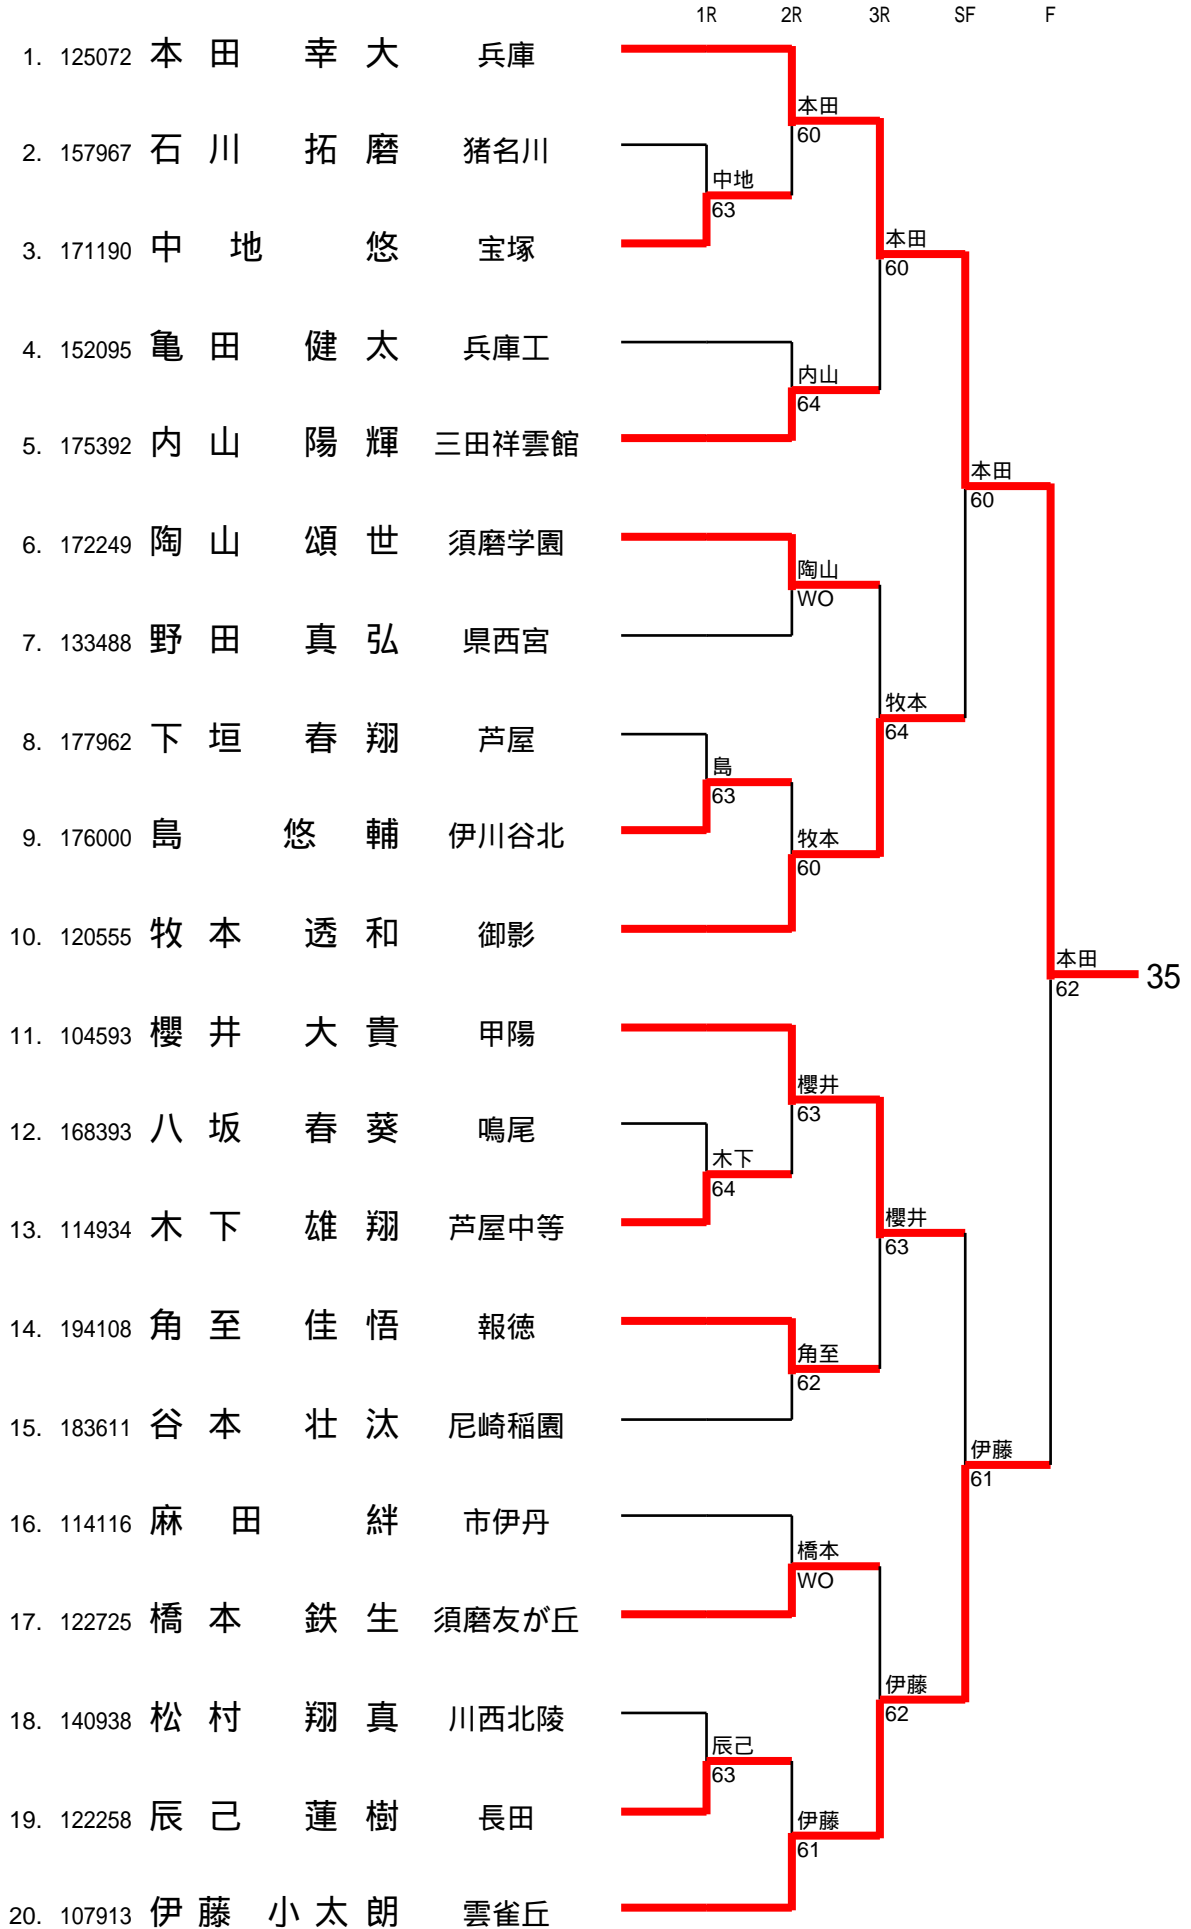 1R 2R 3R SF F
1. 125072 本田 幸大 兵庫
本田
60
2. 157967 石川 拓磨 猪名川
中地
63
3. 171190 中地 悠 宝塚
本田
60
4. 152095 亀田 健太 兵庫工
内山
64
5. 175392 内山 陽輝 三田祥雲館
本田
60
6. 172249 陶山 頌世 須磨学園
陶山
WO
7. 133488 野田 真弘 県西宮
牧本
64
8. 177962 下垣 春翔 芦屋
島
63
9. 176000 島 悠輔 伊川谷北
牧本
60
10. 120555 牧本 透和 御影
本田
62
35
11. 104593 櫻井 大貴 甲陽
櫻井
63
12. 168393 八坂 春葵 鳴尾
木下
64
13. 114934 木下 雄翔 芦屋中等
櫻井
63
14. 194108 角至 佳悟 報徳
角至
62
15. 183611 谷本 壮汰 尼崎稲園
伊藤
61
16. 114116 麻田 絆 市伊丹
橋本
WO
17. 122725 橋本 鉄生 須磨友が丘
伊藤
62
18. 140938 松村 翔真 川西北陵
辰己
63
19. 122258 辰己 蓮樹 長田
伊藤
61
20. 107913 伊藤 小太朗 雲雀丘